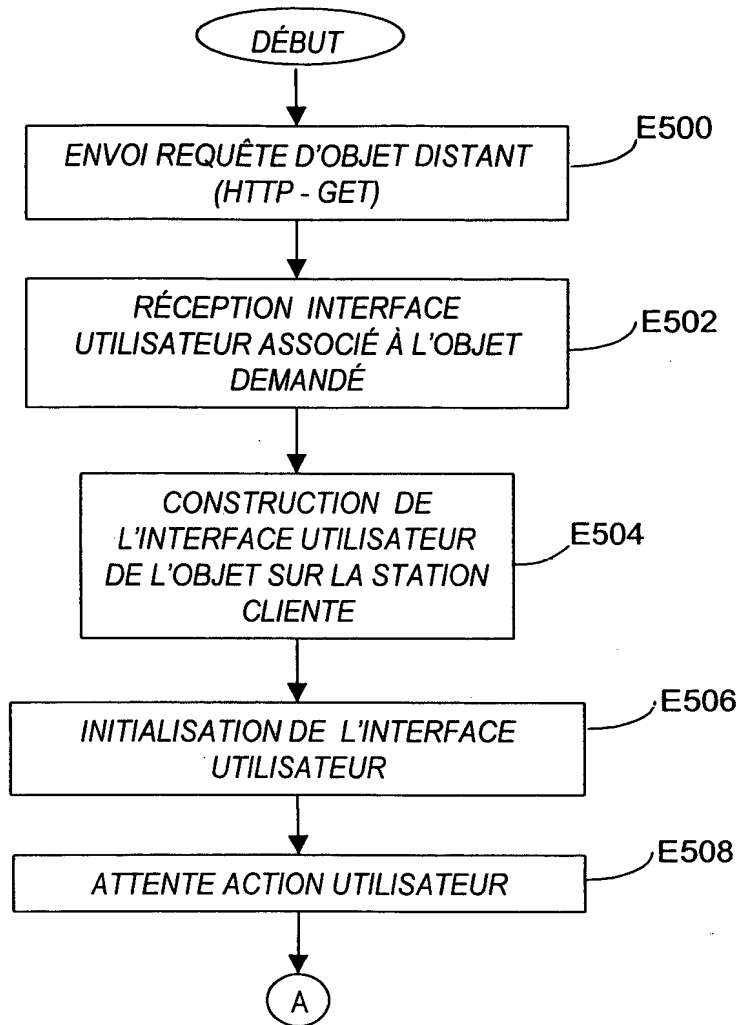 DÉBUT
E500
ENVOI REQUÊTE D'OBJET DISTANT
(HTTP - GET)
E502
RÉCEPTION INTERFACE
UTILISATEUR ASSOCIÉ À L'OBJET
DEMANDÉ
E504
CONSTRUCTION DE
L'INTERFACE UTILISATEUR
DE L'OBJET SUR LA STATION
CLIENTE
E506
INITIALISATION DE L'INTERFACE
UTILISATEUR
E508
ATTENTE ACTION UTILISATEUR
A